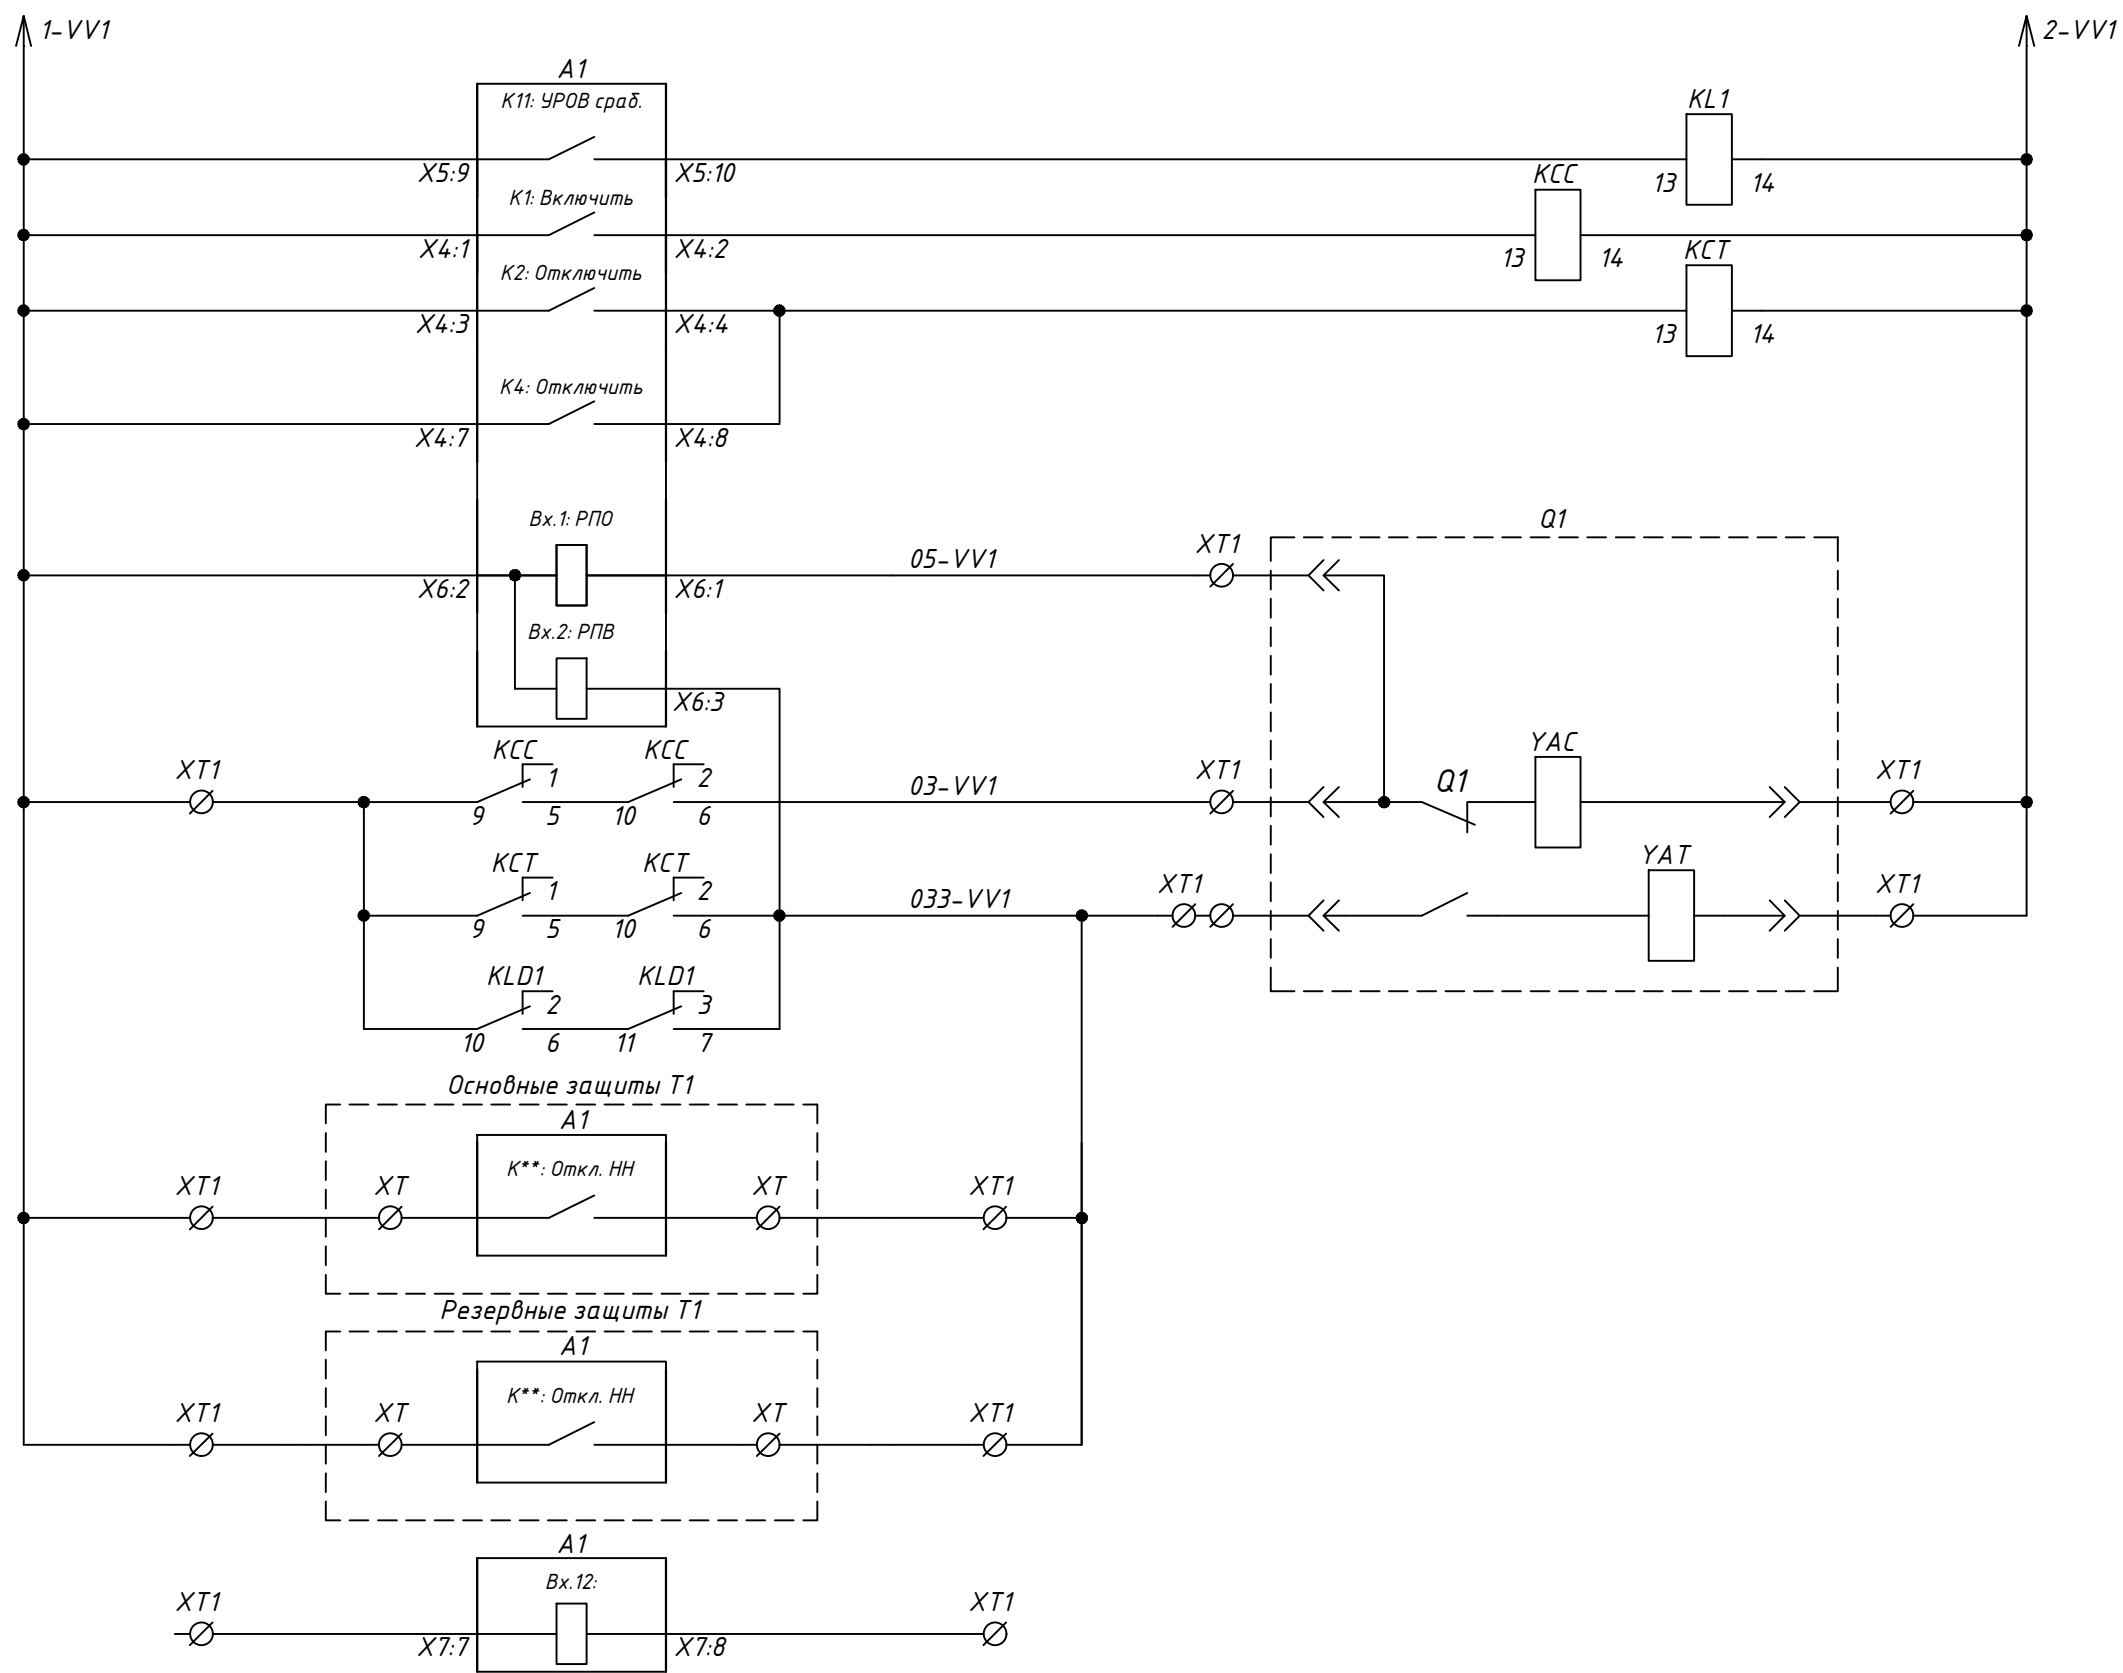 1-VV1
2-VV1
A1
K11: УРОВ сраб.
KL1
X5:9
X5:10
13
14
K1: Включить
KCC
X4:1
X4:2
13
14
K2: Отключить
KCT
X4:3
X4:4
13
14
K4: Отключить
X4:7
X4:8
Вх.1: РПО
Q1
05-VV1
XT1
X6:2
X6:1
Вх.2: РПВ
X6:3
XT1
KCC
1
KCC
2
03-VV1
XT1
Q1
YAC
XT1
9
5
10
6
KCT
1
KCT
2
033-VV1
XT1
YAT
XT1
9
5
10
6
KLD1
2
KLD1
3
10
6
11
7
Основные защиты Т1
A1
K**: Откл. НН
XT1
XT
XT
XT1
Резервные защиты Т1
A1
K**: Откл. НН
XT1
XT
XT
XT1
A1
Вх.12:
XT1
XT1
X7:7
X7:8